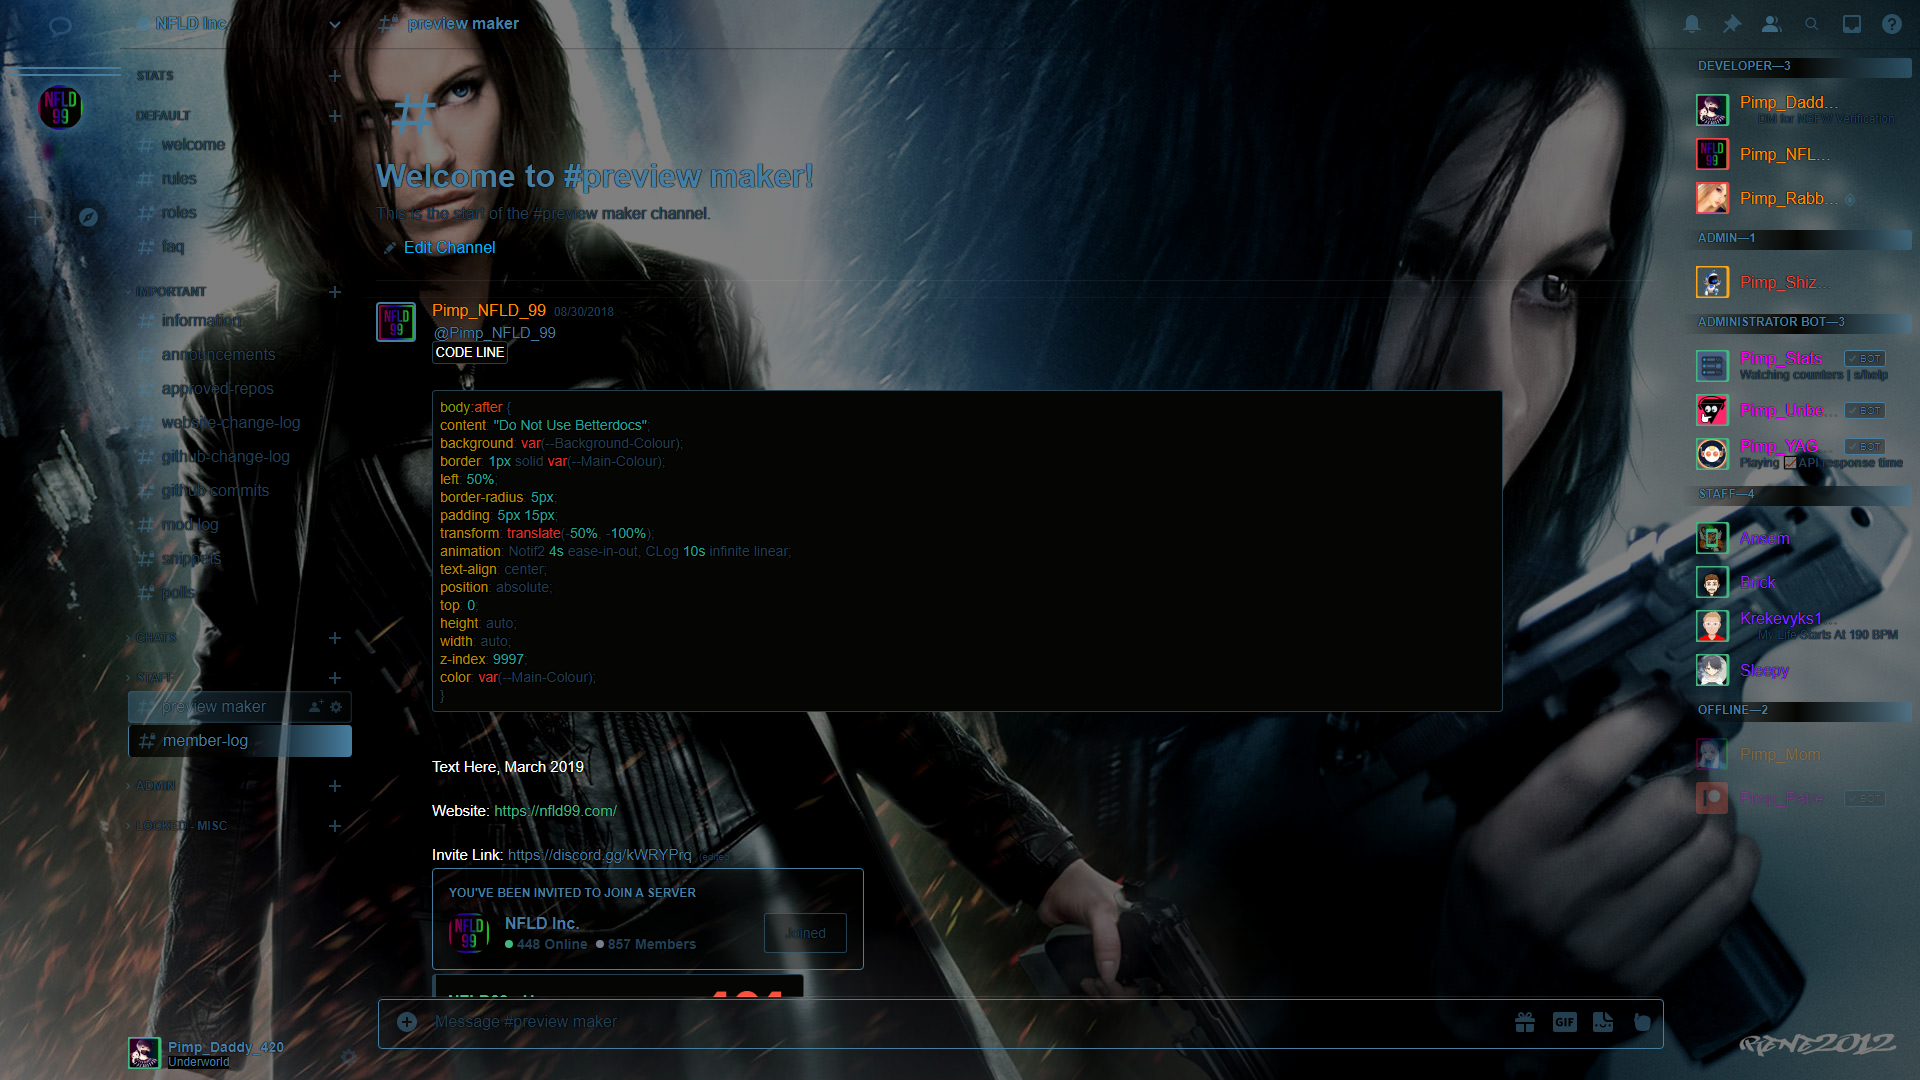 NFLD Inc.
STATS
DEFAULT
welcome
rules
roles
faq
IMPORTANT
information
announcements
approved-repos
website-change-log
github-change-log
github-commits
mod-log
snippets
polls
CHATS
STAFF
preview maker
member-log
ADMIN
LOCKED - MISC
Pimp_Daddy_420
Underworld
preview maker
Welcome to #preview maker!
This is the start of the #preview maker channel.
Edit Channel
NFLD
99
Pimp_NFLD_99 08/30/2018
@Pimp_NFLD_99
CODE LINE
body:after {
content: "Do Not Use Betterdocs";
background: var(--Background-Colour);
border: 1px solid var(--Main-Colour);
left: 50%;
border-radius: 5px;
padding: 5px 15px;
transform: translate(-50%, -100%);
animation: Notif2 4s ease-in-out, CLog 10s infinite linear;
text-align: center;
position: absolute;
top: 0;
height: auto;
width: auto;
z-index: 9997;
color: var(--Main-Colour);
}
Text Here, March 2019
Website: https://nfld99.com/
Invite Link: https://discord.gg/kWRYPrq (edited)
YOU'VE BEEN INVITED TO JOIN A SERVER
NFLD
99
NFLD Inc.
448 Online 857 Members
Joined
Message #preview maker
GIF
DEVELOPER—3
Pimp_Dadd...
DM for NSFW Verification
Pimp_NFL...
Pimp_Rabb...
ADMIN—1
Pimp_Shiz...
ADMINISTRATOR BOT—3
Pimp_Stats BOT
Watching counters | s/help
Pimp_Unbe... BOT
Pimp_YAG... BOT
Playing API response time
STAFF—4
Ansem
Brick
Krekevyks1...
My Life Starts At 190 BPM
Sleepy
OFFLINE—2
Pimp_Mom...
BOT
RENE2012